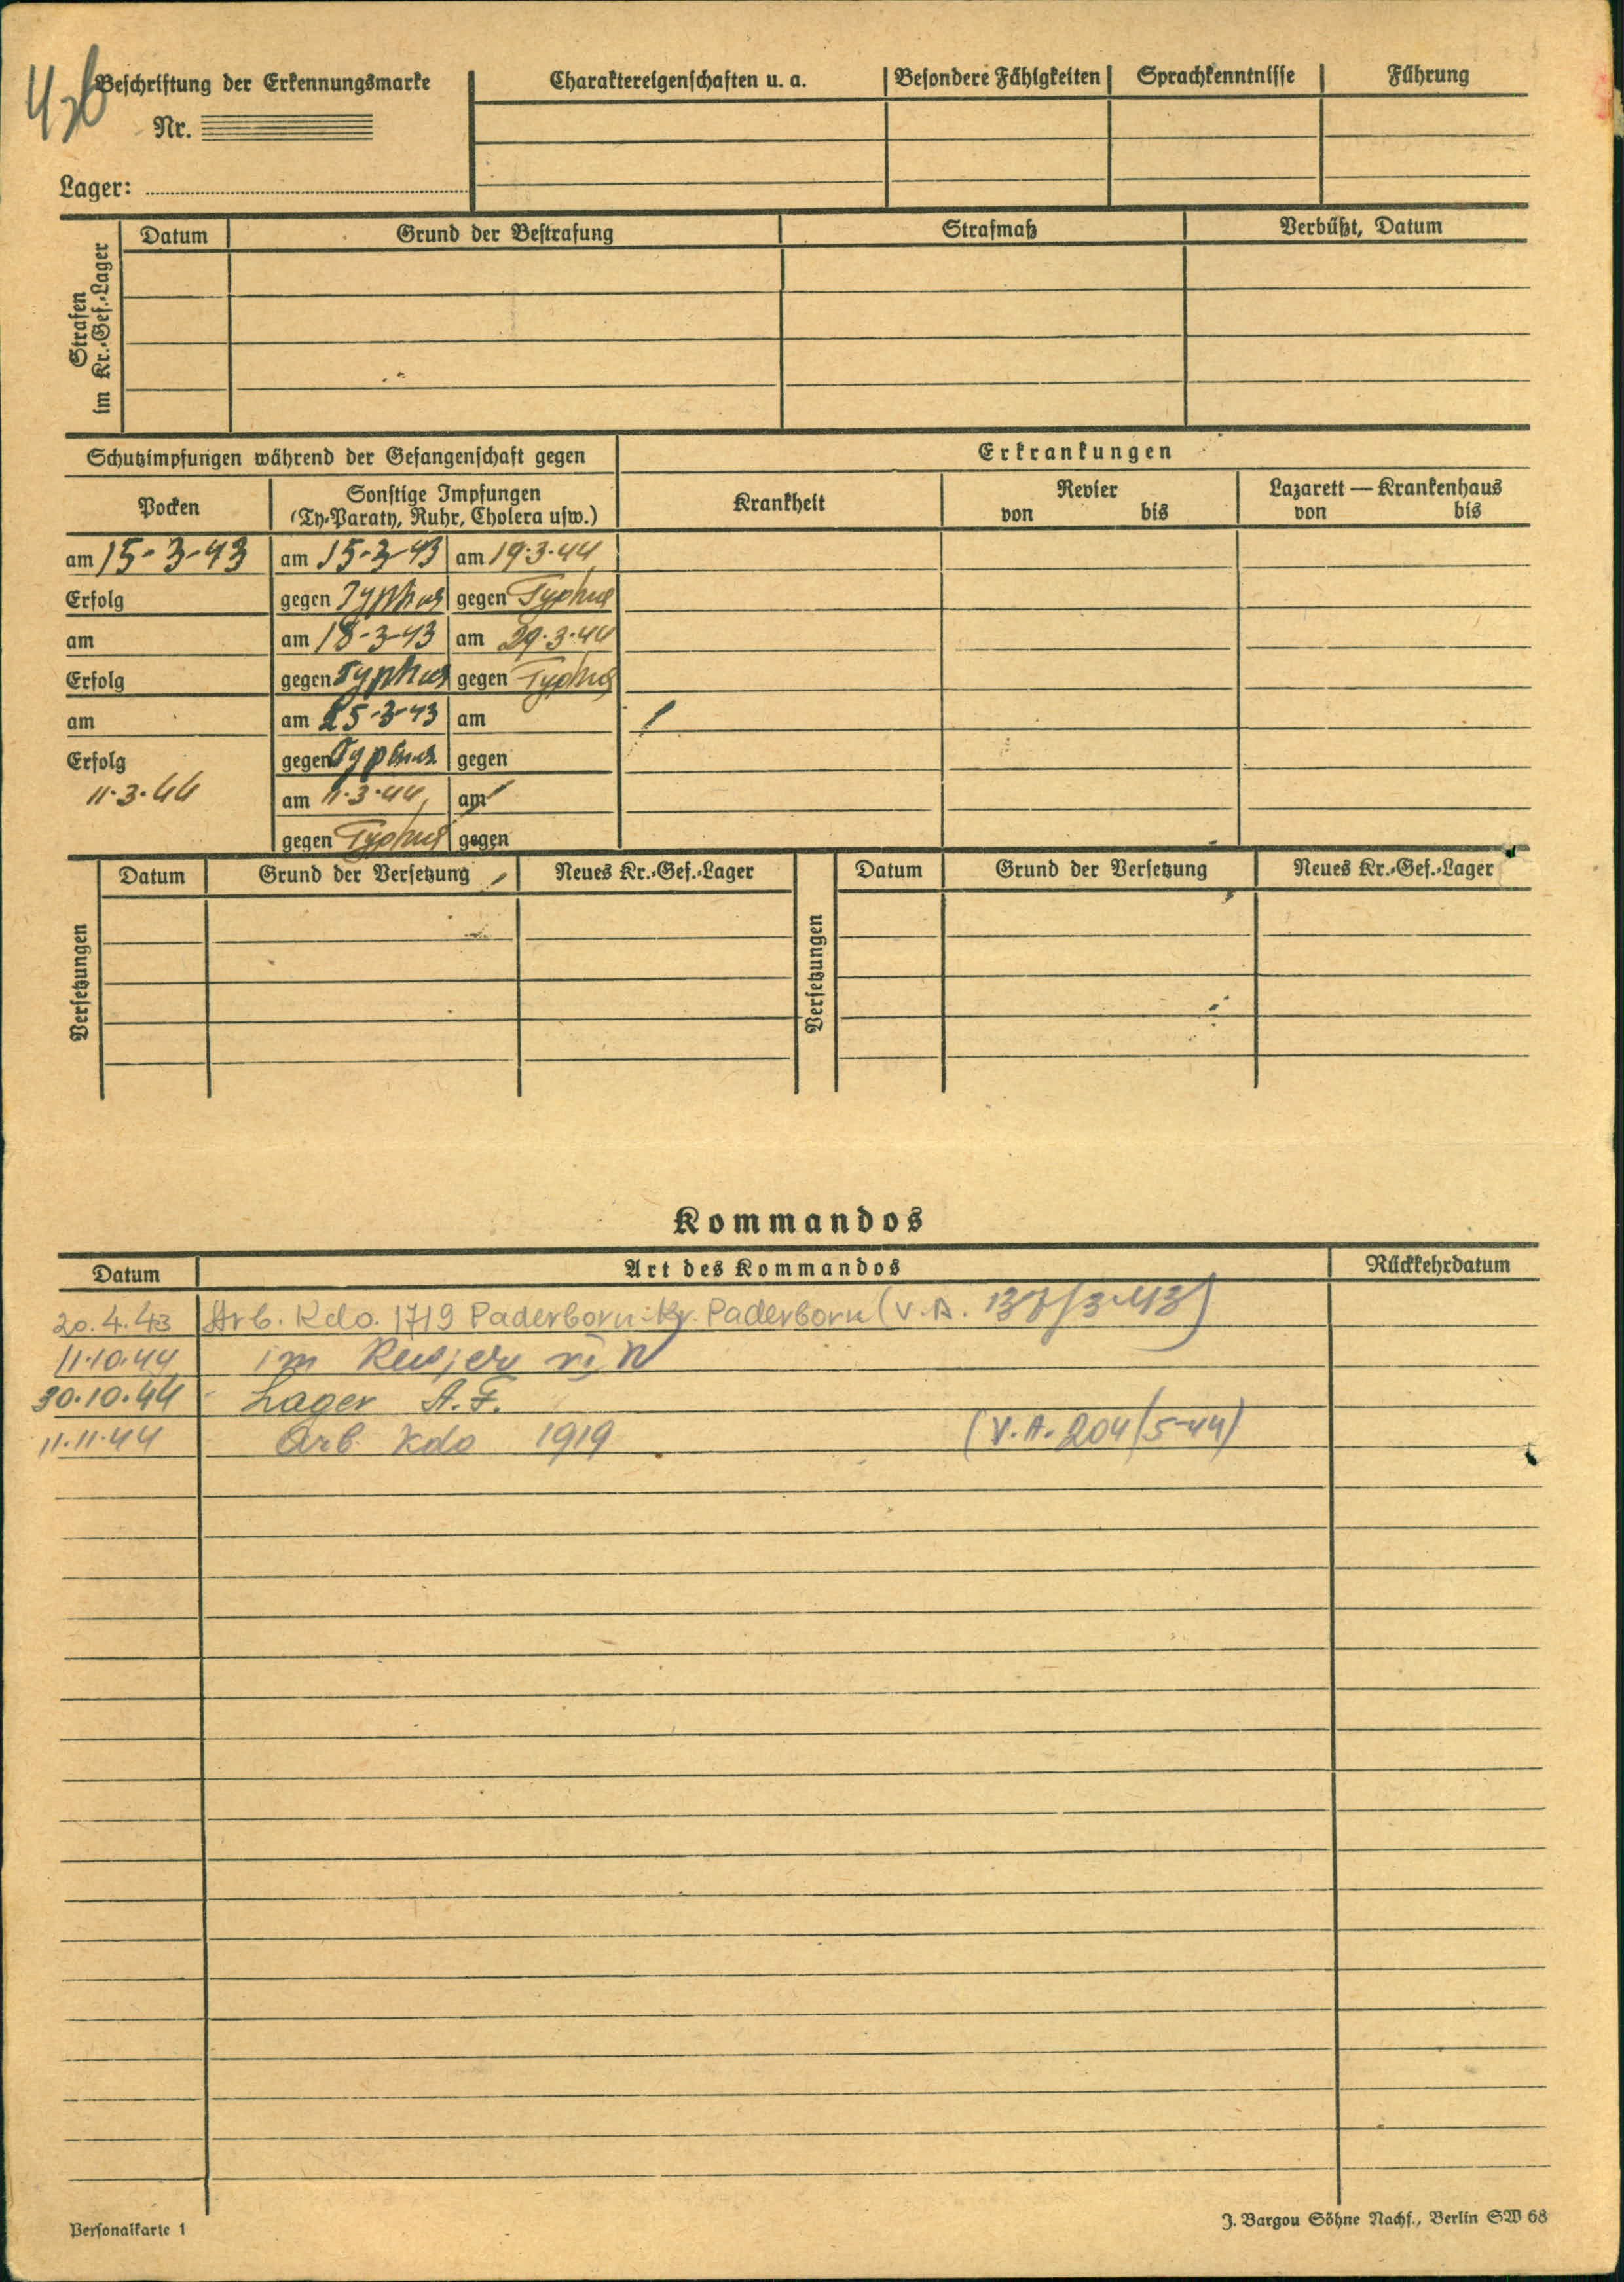 Beschriftung der Erkennungsmarke
Nr.
Lager:
Charaktereigenschaften u. a. Besondere Fähigkeiten Sprachkenntnisse Führung
Strafen
im Kr.-Gef.-Lager
Datum Grund der Bestrafung Strafmaß Verbüßt, Datum
Schutzimpfungen während der Gefangenschaft gegen
Erkrankungen
Pocken
Sonstige Impfungen
(Ty-Paraty, Ruhr, Cholera usw.)
Krankheit
Revier
von bis
Lazarett — Krankenhaus
von bis
am 15-3-43 am 15-3-43 am 19.3.44
Erfolg gegen Typhus gegen Typhus
am am 18-3-43 am 29.3.44
Erfolg gegen Typhus gegen Typhus
am am 25-3-43 am
Erfolg gegen Typhus gegen
11.3.44 am 11.3.44 am
gegen Typhus gegen
Versetzungen
Datum Grund der Versetzung Neues Kr.-Gef.-Lager
Versetzungen
Datum Grund der Versetzung Neues Kr.-Gef.-Lager
Kommandos
Datum Art des Kommandos Rückkehrdatum
20.4.43 Arb. Kdo. 1719 Paderborn Kr. Paderborn (V.A. 137/3-43)
11.10.44 im Revier
30.10.44 Lager A.F.
11.11.44 Arb. Kdo 1919 (V.A. 204/5-44)
Personalkarte 1
J. Bargou Söhne Nachf., Berlin SW 68